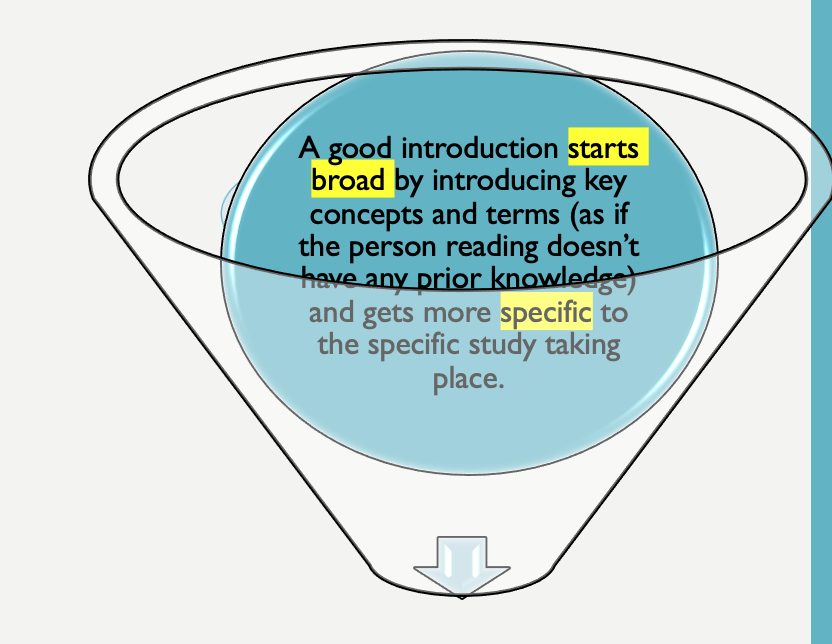 A good introduction starts
broad by introducing key
concepts and terms (as if
the person reading doesn’t
have any prior knowledge)
and gets more specific to
the specific study taking
place.